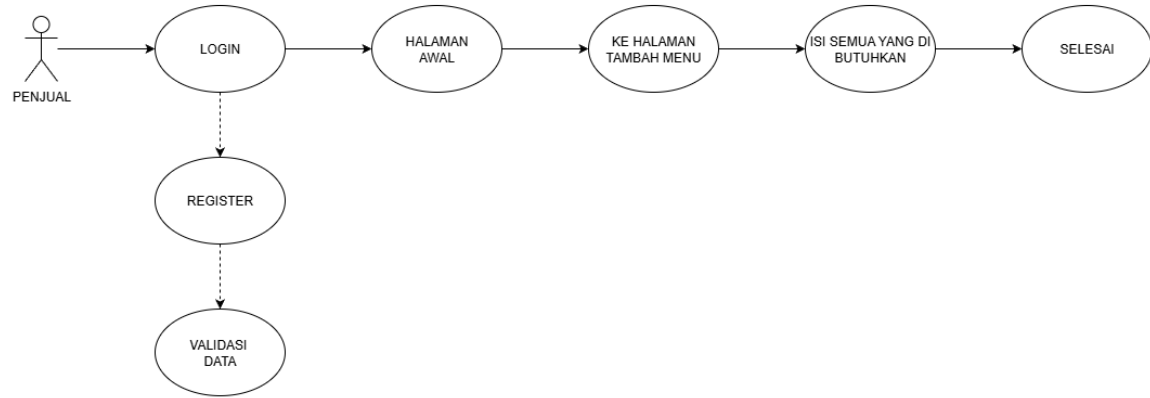 PENJUAL
LOGIN
HALAMAN
AWAL
KE HALAMAN
TAMBAH MENU
ISI SEMUA YANG DI
BUTUHKAN
SELESAI
REGISTER
VALIDASI
DATA